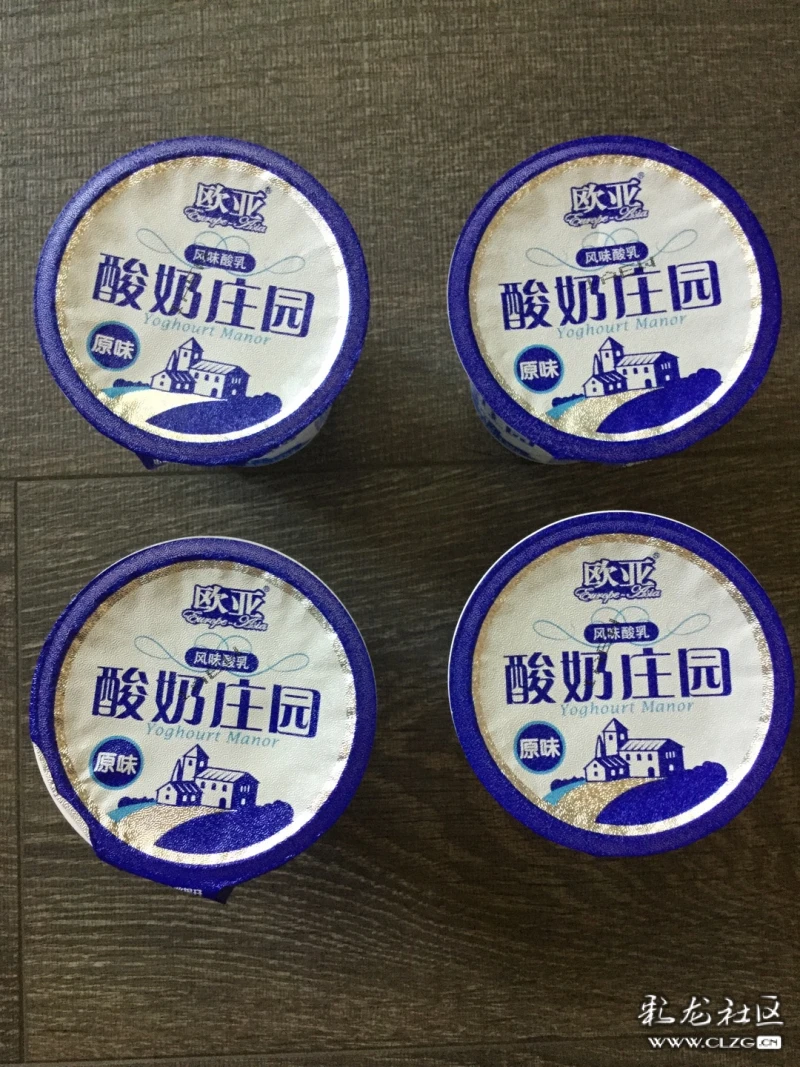 欧亚®
Europe-Asia
风味酸乳
酸奶庄园
Yoghourt Manor
原味
欧亚®
Europe-Asia
风味酸乳
酸奶庄园
Yoghourt Manor
原味
欧亚®
Europe-Asia
风味酸乳
酸奶庄园
Yoghourt Manor
原味
欧亚®
Europe-Asia
风味酸乳
酸奶庄园
Yoghourt Manor
原味
彩龙社区
WWW.CLZG.CN